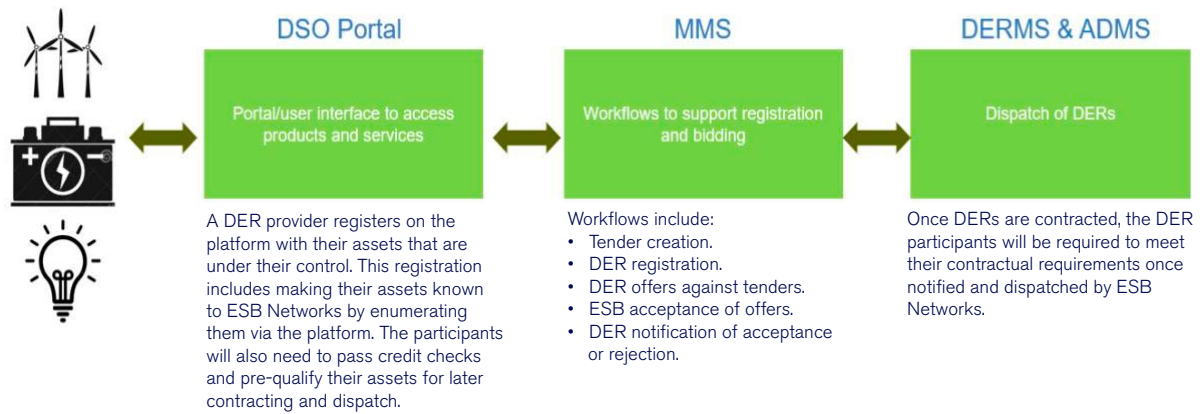 DSO Portal
Portal/user interface to access
products and services
A DER provider registers on the
platform with their assets that are
under their control. This registration
includes making their assets known
to ESB Networks by enumerating
them via the platform. The participants
will also need to pass credit checks
and pre-qualify their assets for later
contracting and dispatch.
MMS
Workflows to support registration
and bidding
Workflows include:
• Tender creation.
• DER registration.
• DER offers against tenders.
• ESB acceptance of offers.
• DER notification of acceptance
or rejection.
DERMS & ADMS
Dispatch of DERs
Once DERs are contracted, the DER
participants will be required to meet
their contractual requirements once
notified and dispatched by ESB
Networks.